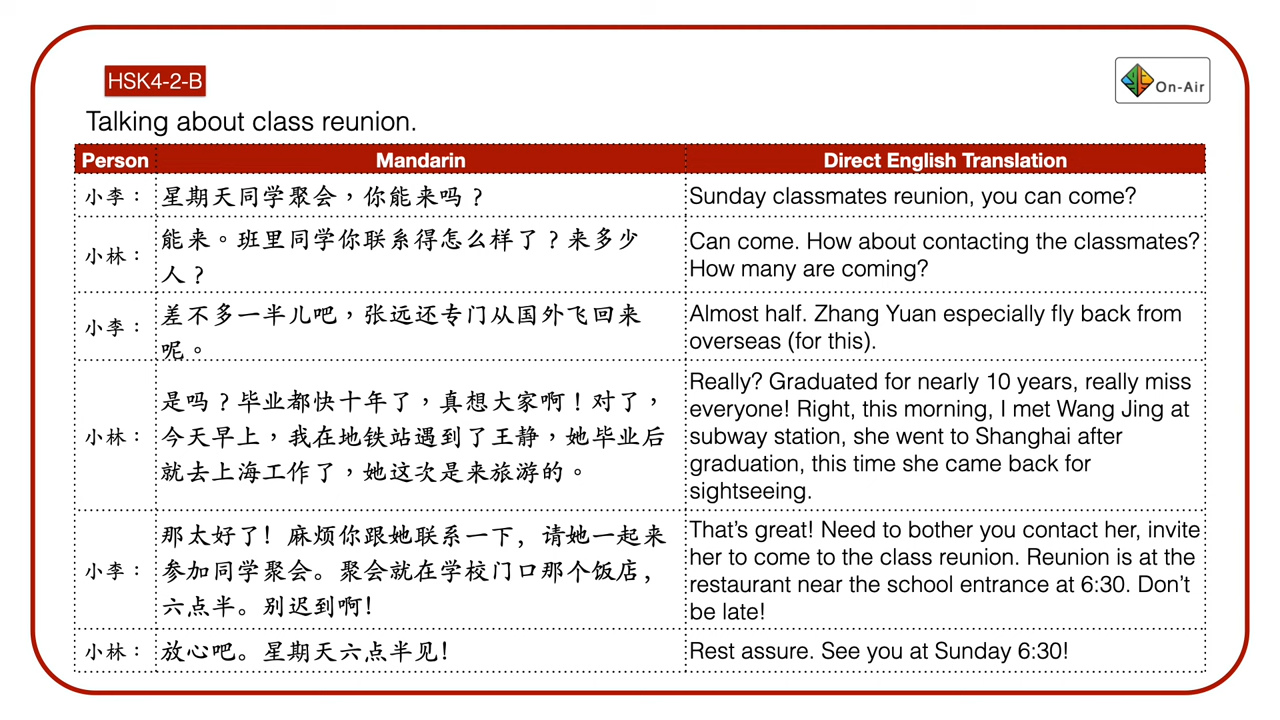 HSK4-2-B
On-Air
Talking about class reunion.
Person Mandarin Direct English Translation
小李： 星期天同学聚会，你能来吗？ Sunday classmates reunion, you can come?
小林：
能来。班里同学你联系得怎么样了？来多少
人？
Can come. How about contacting the classmates?
How many are coming?
小李：
差不多一半儿吧，张远还专门从国外飞回来
呢。
Almost half. Zhang Yuan especially fly back from
overseas (for this).
小林：
是吗？毕业都快十年了，真想大家啊！对了，
今天早上，我在地铁站遇到了王静，她毕业后
就去上海工作了，她这次是来旅游的。
Really? Graduated for nearly 10 years, really miss
everyone! Right, this morning, I met Wang Jing at
subway station, she went to Shanghai after
graduation, this time she came back for
sightseeing.
小李：
那太好了！麻烦你跟她联系一下，请她一起来
参加同学聚会。聚会就在学校门口那个饭店，
六点半。别迟到啊！
That's great! Need to bother you contact her, invite
her to come to the class reunion. Reunion is at the
restaurant near the school entrance at 6:30. Don't
be late!
小林： 放心吧。星期天六点半见！ Rest assure. See you at Sunday 6:30!